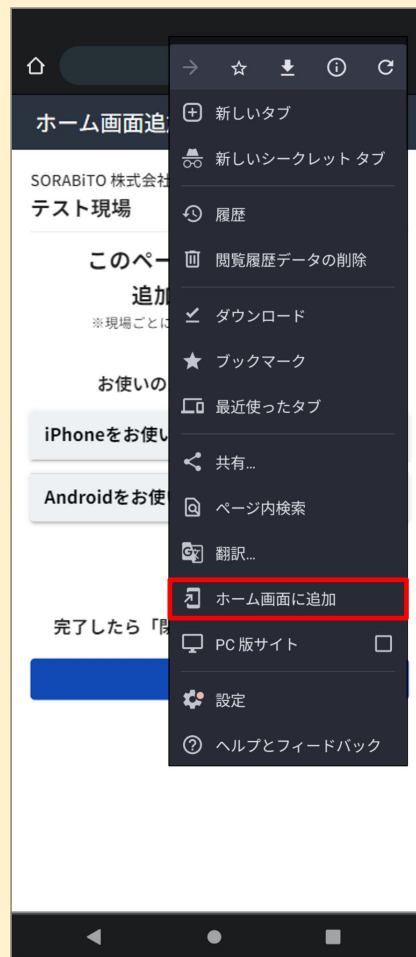 新しいタブ
ホーム画面追
新しいシークレット タブ
SORABiTO 株式会社
テスト現場
履歴
このペー
閲覧履歴データの削除
追加
※現場ごとに
ダウンロード
ブックマーク
お使いの
最近使ったタブ
iPhoneをお使い
共有...
Androidをお使い
ページ内検索
翻訳...
ホーム画面に追加
完了したら「閉
PC 版サイト
設定
ヘルプとフィードバック